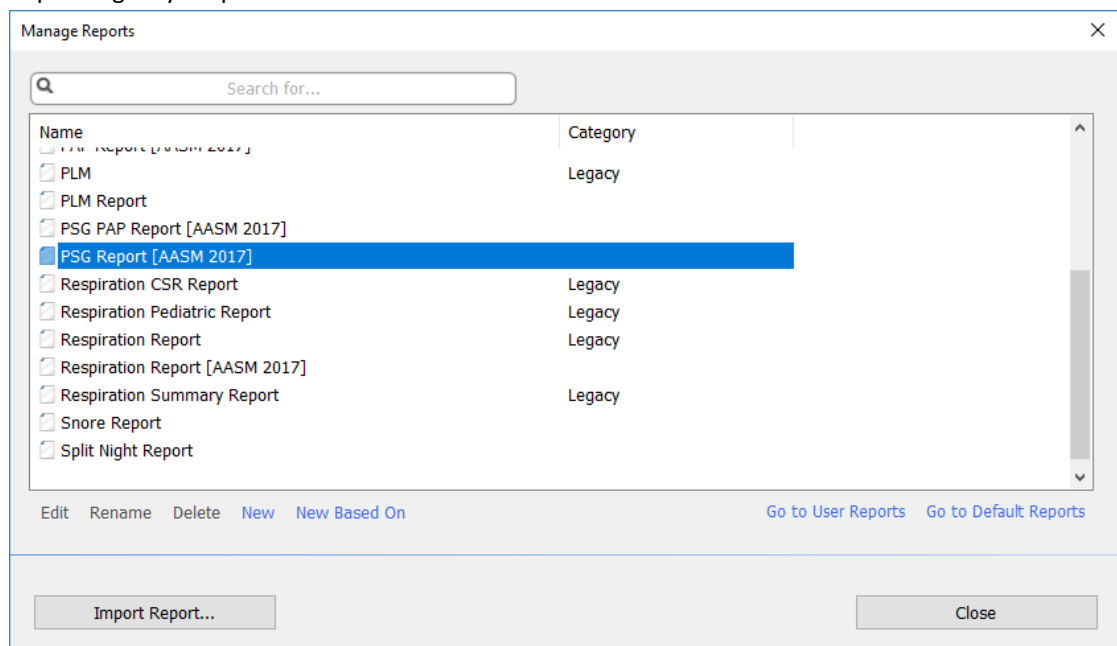 Manage Reports
Search for...
Name Category
PLM Legacy
PLM Report
PSG PAP Report [AASM 2017]
PSG Report [AASM 2017]
Respiration CSR Report Legacy
Respiration Pediatric Report Legacy
Respiration Report Legacy
Respiration Report [AASM 2017]
Respiration Summary Report Legacy
Snore Report
Split Night Report
Edit Rename Delete New New Based On Go to User Reports Go to Default Reports
Import Report... Close